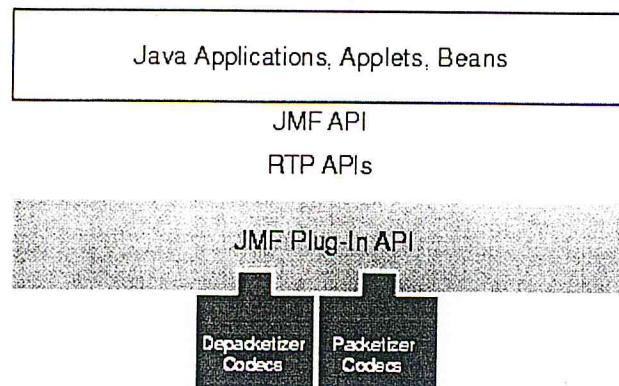 Java Applications, Applets, Beans
JMF API
RTP APIs
JMF Plug-In API
Depacketizer
Codecs
Packetizer
Codecs